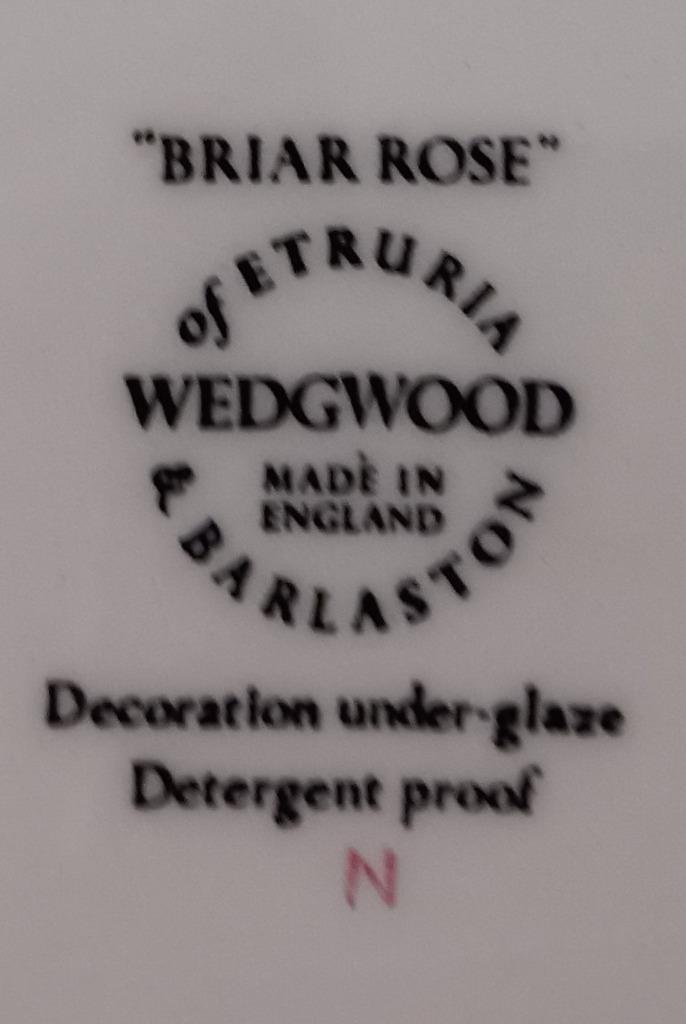 "BRIAR ROSE"
of ETRURIA
WEDGWOOD
MADE IN
ENGLAND
& BARLASTON
Decoration under-glaze
Detergent proof
N